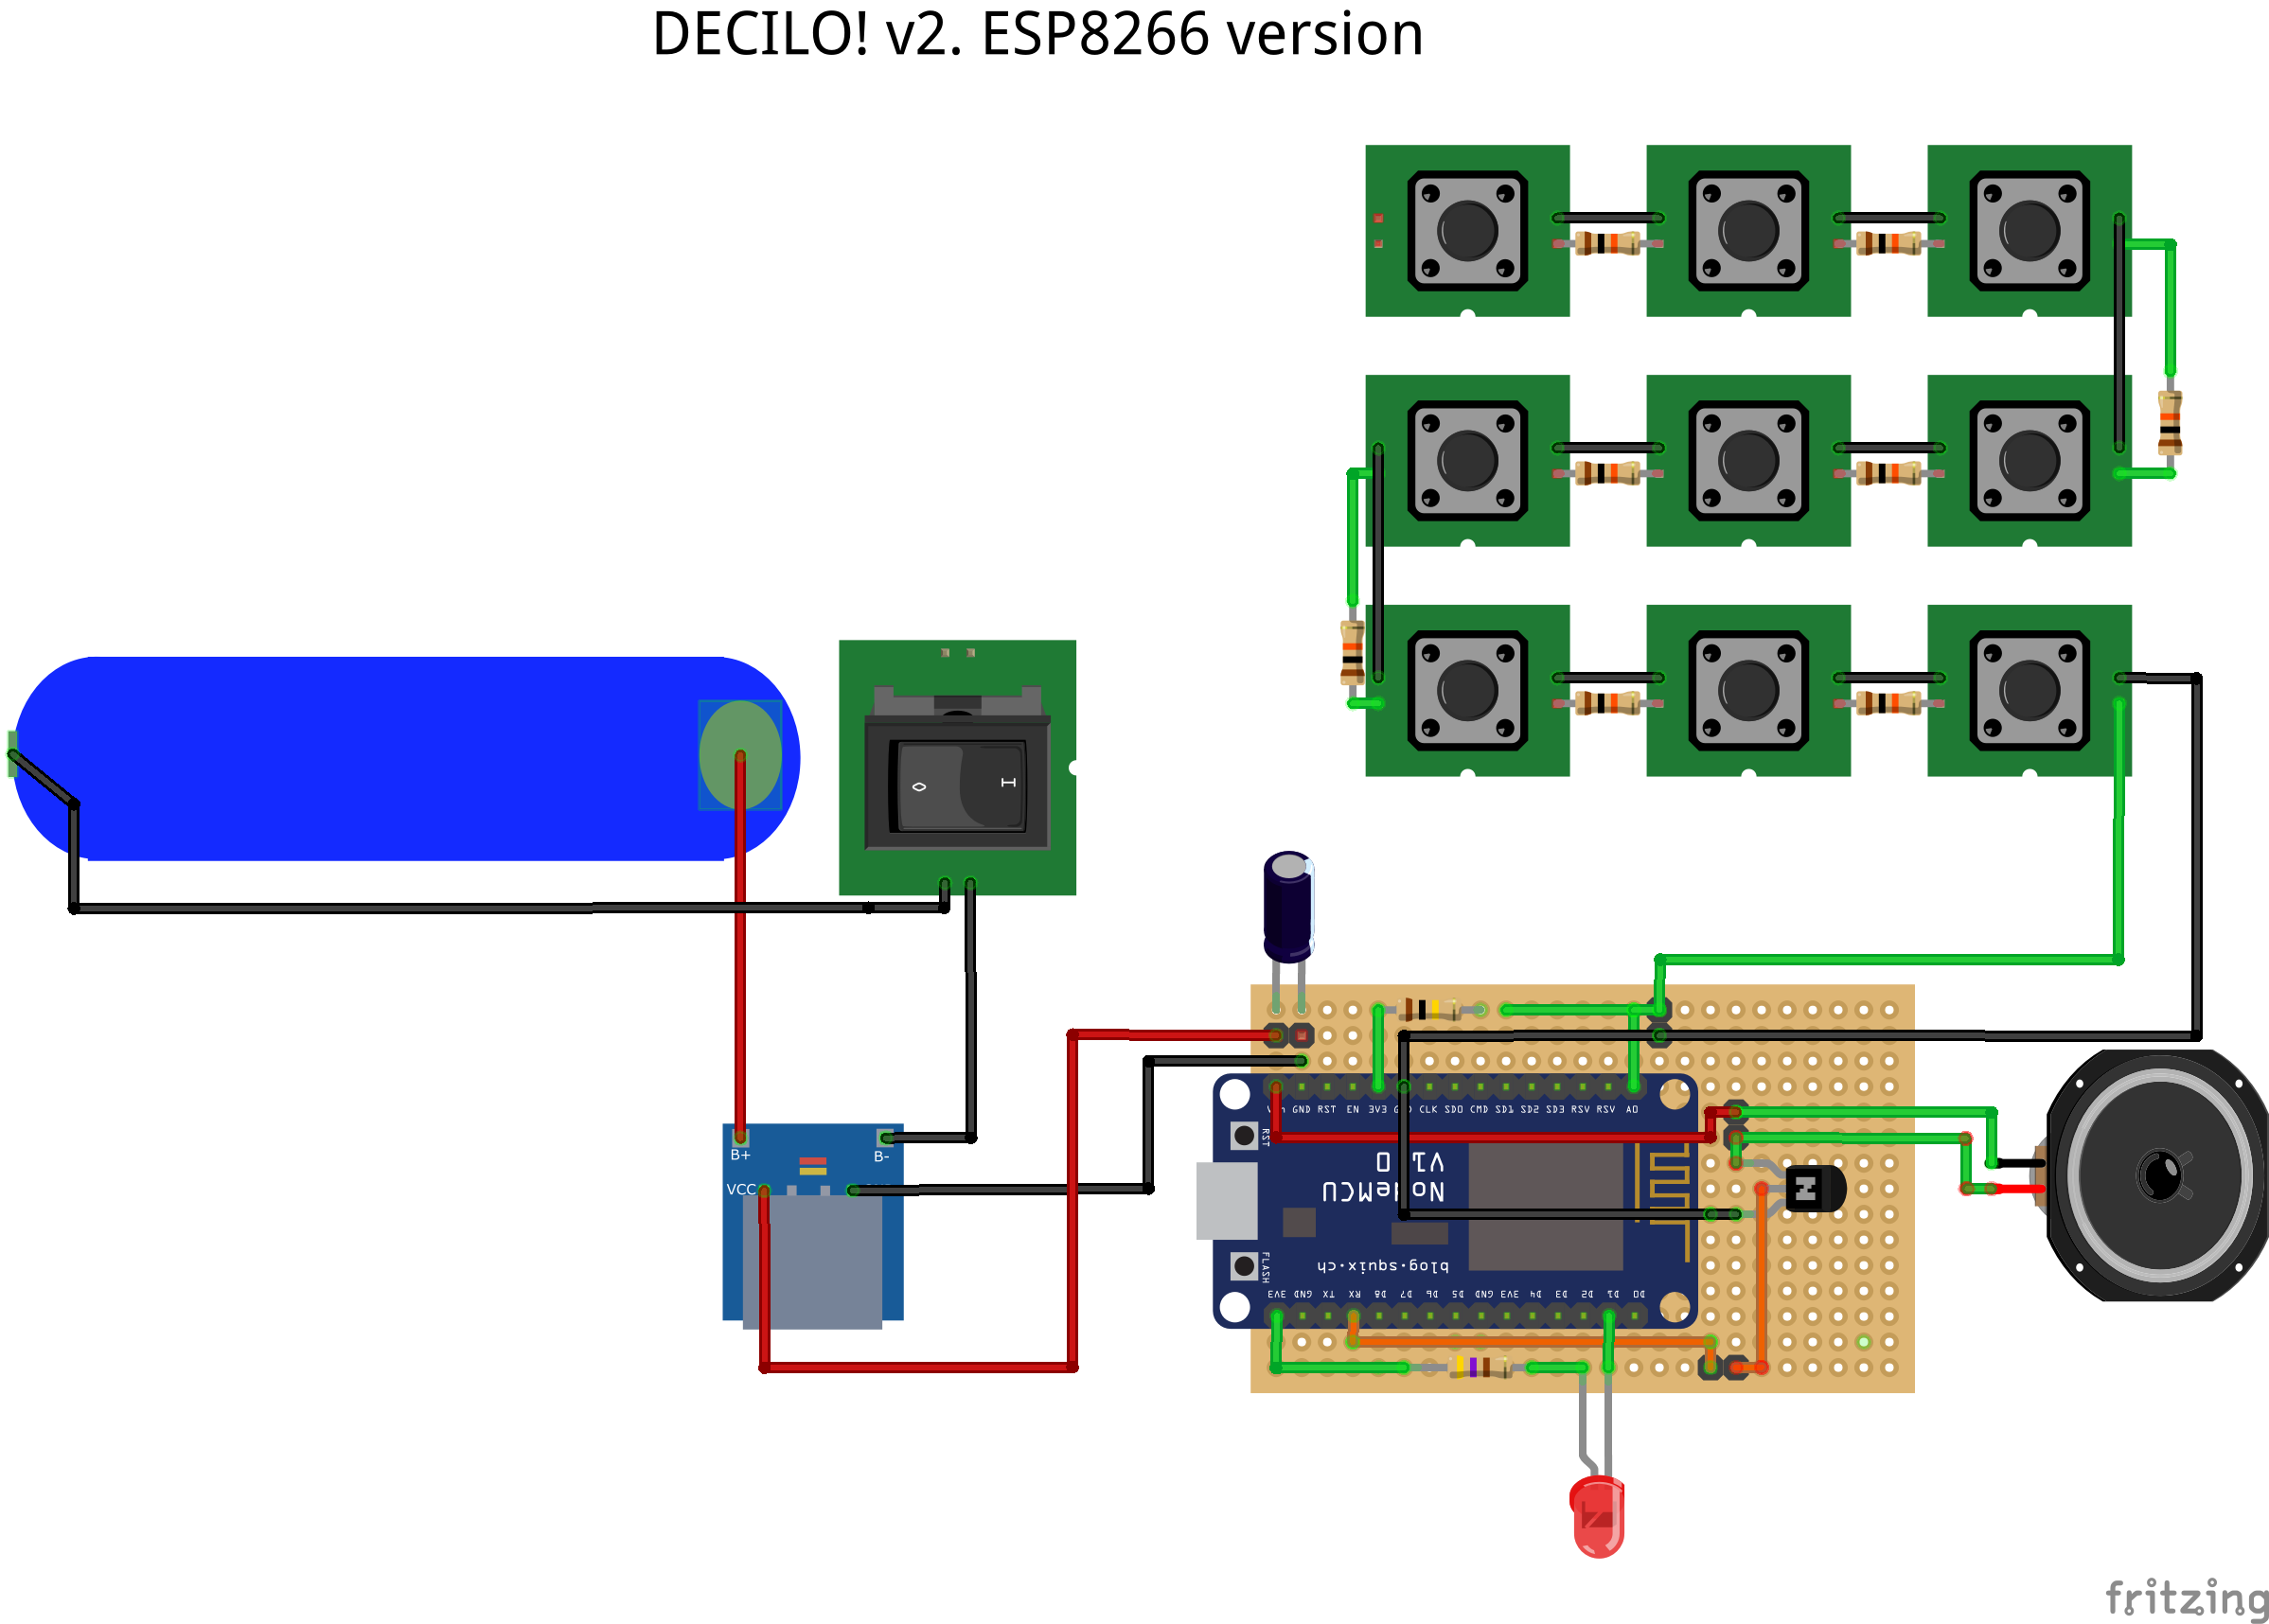 DECILO! v2. ESP8266 version
B+
B-
VCC
Vin GND RST EN 3V3 GND CLK SD0 CMD SD1 SD2 SD3 RSV RSV A0
RST
V1 0
NodeMCU
blog.squix.ch
FLASH
3V3 GND TX RX D8 D7 D6 D5 GND 3V3 D4 D3 D2 D1 D0
fritzing